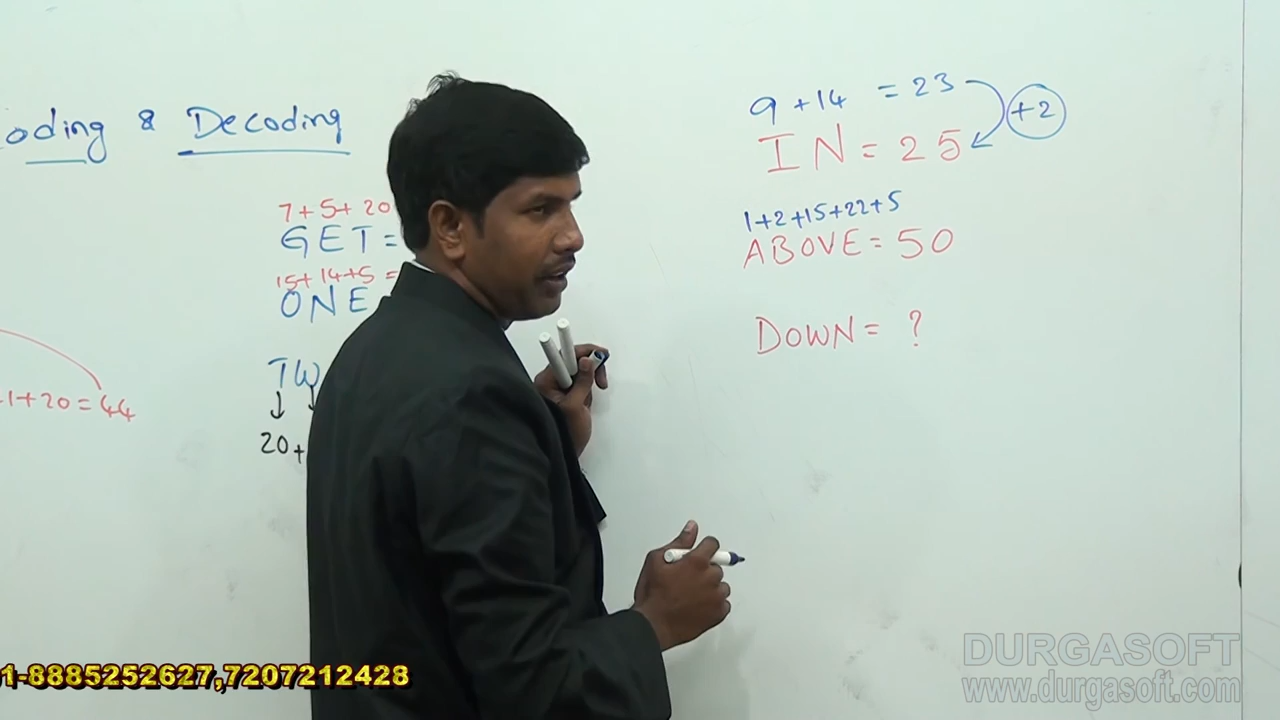 oding & Decoding
7+5+20
GET=
15+14+5=
ONE
TW
20+
1+20=44
9+14 = 23
+2
IN = 25
1+2+15+22+5
ABOVE = 50
DOWN = ?
1-8885252627,7207212428
DURGASOFT
www.durgasoft.com